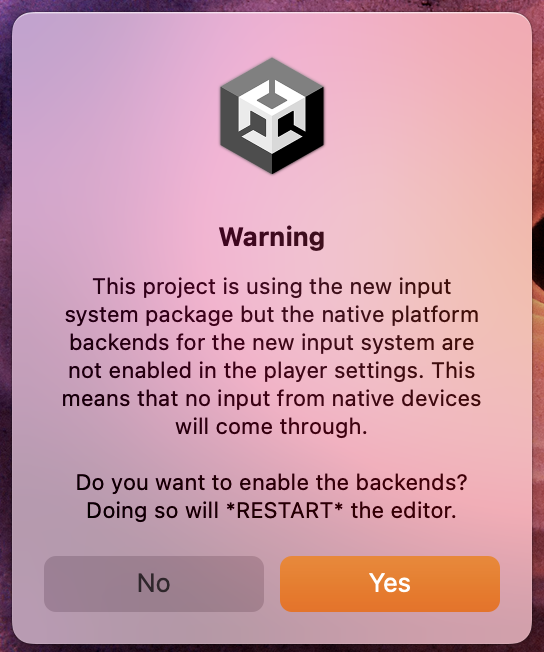 Warning
This project is using the new input
system package but the native platform
backends for the new input system are
not enabled in the player settings. This
means that no input from native devices
will come through.
Do you want to enable the backends?
Doing so will *RESTART* the editor.
No
Yes